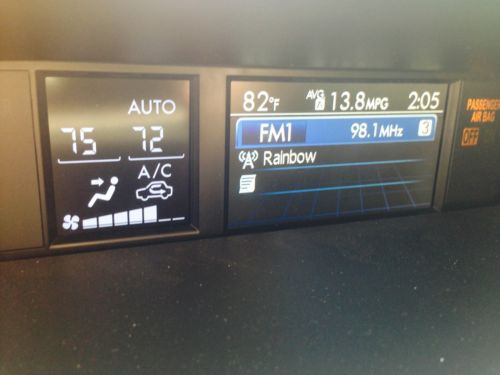 AUTO
75 72
A/C
82°F AVG A 13.8MPG 2:05
FM1 98.1MHz 3
Rainbow
PASSENGER
AIR BAG
OFF